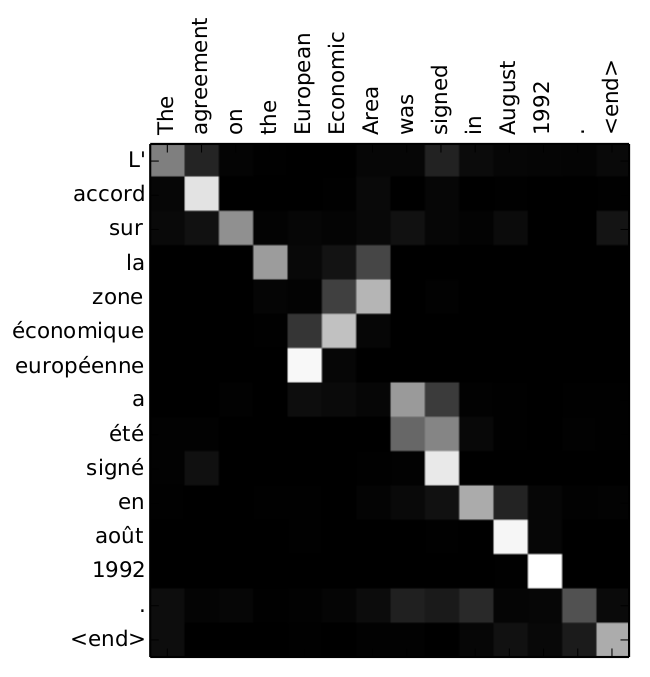 The agreement on the European Economic Area was signed in August 1992 . <end>
L'
accord
sur
la
zone
économique
européenne
a
été
signé
en
août
1992
.
<end>